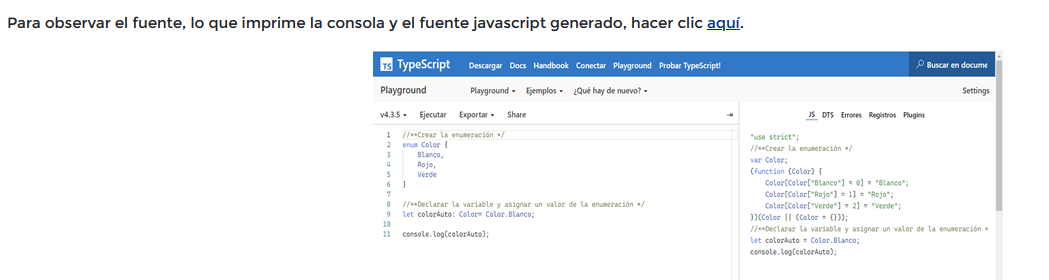 Para observar el fuente, lo que imprime la consola y el fuente javascript generado, hacer clic aquí.
TS TypeScript Descargar Docs Handbook Conectar Playground Probar TypeScript! Buscar en docume
Playground Playground Ejemplos ¿Qué hay de nuevo? Settings
v4.3.5 Ejecutar Exportar Share
JS DTS Errores Registros Plugins
1 //**Crear la enumeración */
2 enum Color {
3 Blanco,
4 Rojo,
5 Verde
6 }
7
8 //**Declarar la variable y asignar un valor de la enumeración */
9 let colorAuto: Color= Color.Blanco;
10
11 console.log(colorAuto);
"use strict";
//**Crear la enumeración */
var Color;
(function (Color) {
Color[Color["Blanco"] = 0] = "Blanco";
Color[Color["Rojo"] = 1] = "Rojo";
Color[Color["Verde"] = 2] = "Verde";
})(Color || (Color = {}));
//**Declarar la variable y asignar un valor de la enumeración *
let colorAuto = Color.Blanco;
console.log(colorAuto);